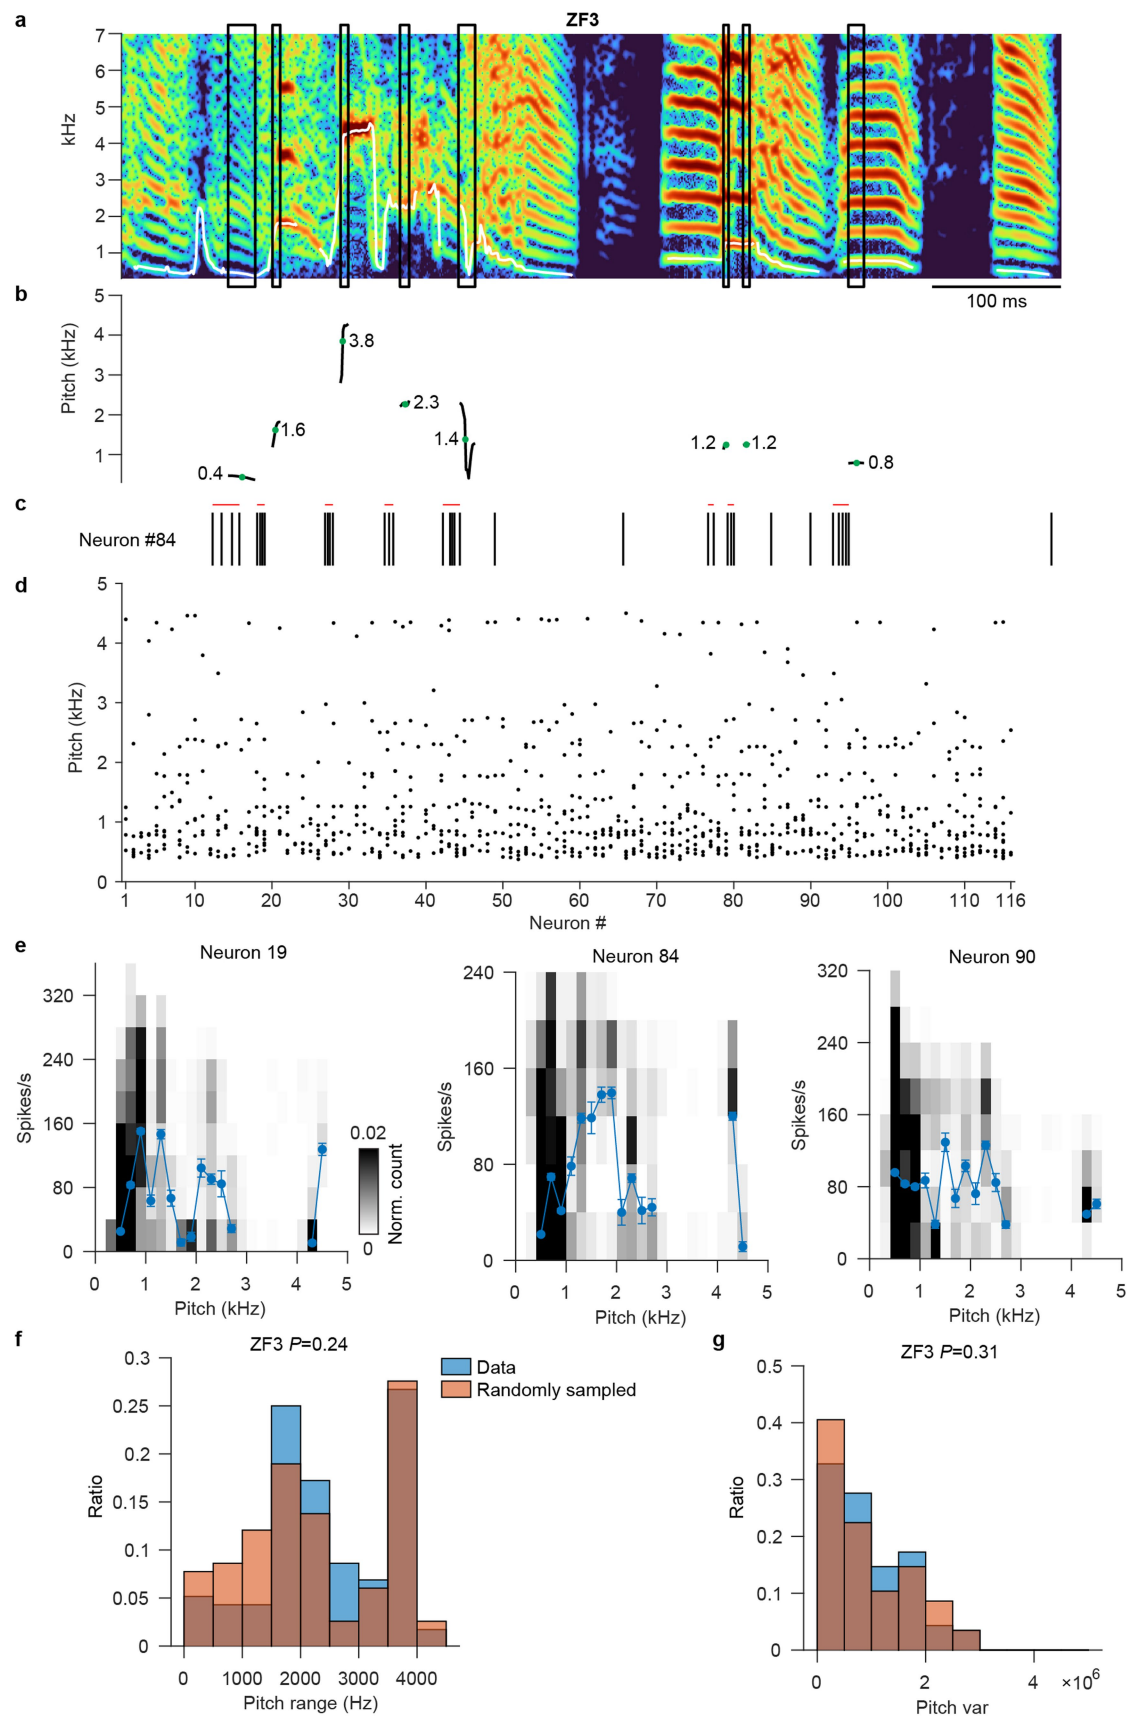 a
ZF3
7
6
5
4
3
2
1
kHz
100 ms
b
5
4
3
2
1
Pitch (kHz)
0.4
1.6
3.8
2.3
1.4
1.2
1.2
0.8
c
Neuron #84
d
5
4
3
2
1
0
Pitch (kHz)
1 10 20 30 40 50 60 70 80 90 100 110 116
Neuron #
e
Neuron 19
320
240
160
80
0
Spikes/s
0 1 2 3 4 5
Pitch (kHz)
0.02
0
Norm. count
Neuron 84
240
160
80
0
Spikes/s
0 1 2 3 4 5
Pitch (kHz)
Neuron 90
320
240
160
80
0
Spikes/s
0 1 2 3 4 5
Pitch (kHz)
f
ZF3 P=0.24
0.3
0.25
0.2
0.15
0.1
0.05
0
Ratio
0 1000 2000 3000 4000
Pitch range (Hz)
Data
Randomly sampled
g
ZF3 P=0.31
0.5
0.4
0.3
0.2
0.1
0
Ratio
0 2 4 ×10⁶
Pitch var